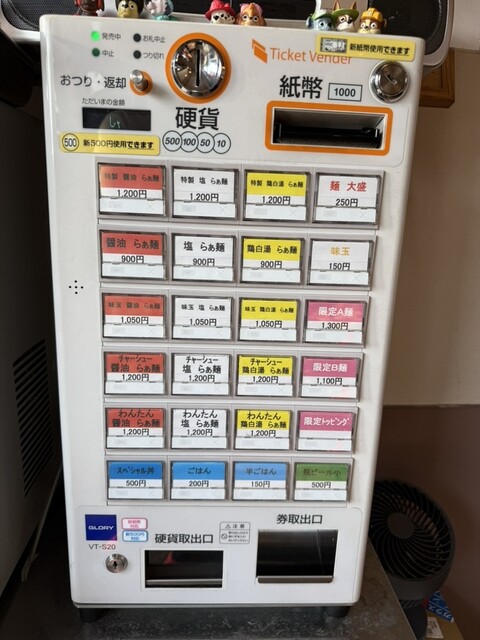 発売中
お札中止
中止
つり切れ
新紙幣使用できます
Ticket Vender
おつり・返却
ただいまの金額
硬貨
紙幣 1000
500 新500円使用できます
500 100 50 10
特製 醤油 らぁ麺
1,200円
特製 塩 らぁ麺
1,200円
特製 鶏白湯 らぁ麺
1,200円
麺 大盛
250円
醤油 らぁ麺
900円
塩 らぁ麺
900円
鶏白湯 らぁ麺
900円
味玉
150円
味玉 醤油 らぁ麺
1,050円
味玉 塩 らぁ麺
1,050円
味玉 鶏白湯 らぁ麺
1,050円
限定A麺
1,300円
チャーシュー
醤油 らぁ麺
1,200円
チャーシュー
塩 らぁ麺
1,200円
チャーシュー
鶏白湯 らぁ麺
1,200円
限定B麺
1,100円
わんたん
醤油 らぁ麺
1,200円
わんたん
塩 らぁ麺
1,200円
わんたん
鶏白湯 らぁ麺
1,200円
限定トッピング
スペシャル丼
500円
ごはん
200円
半ごはん
150円
瓶ビール中
500円
GLORY
VT-S20
新紙幣
対応
新500円
対応
硬貨取出口
注意
券取出口